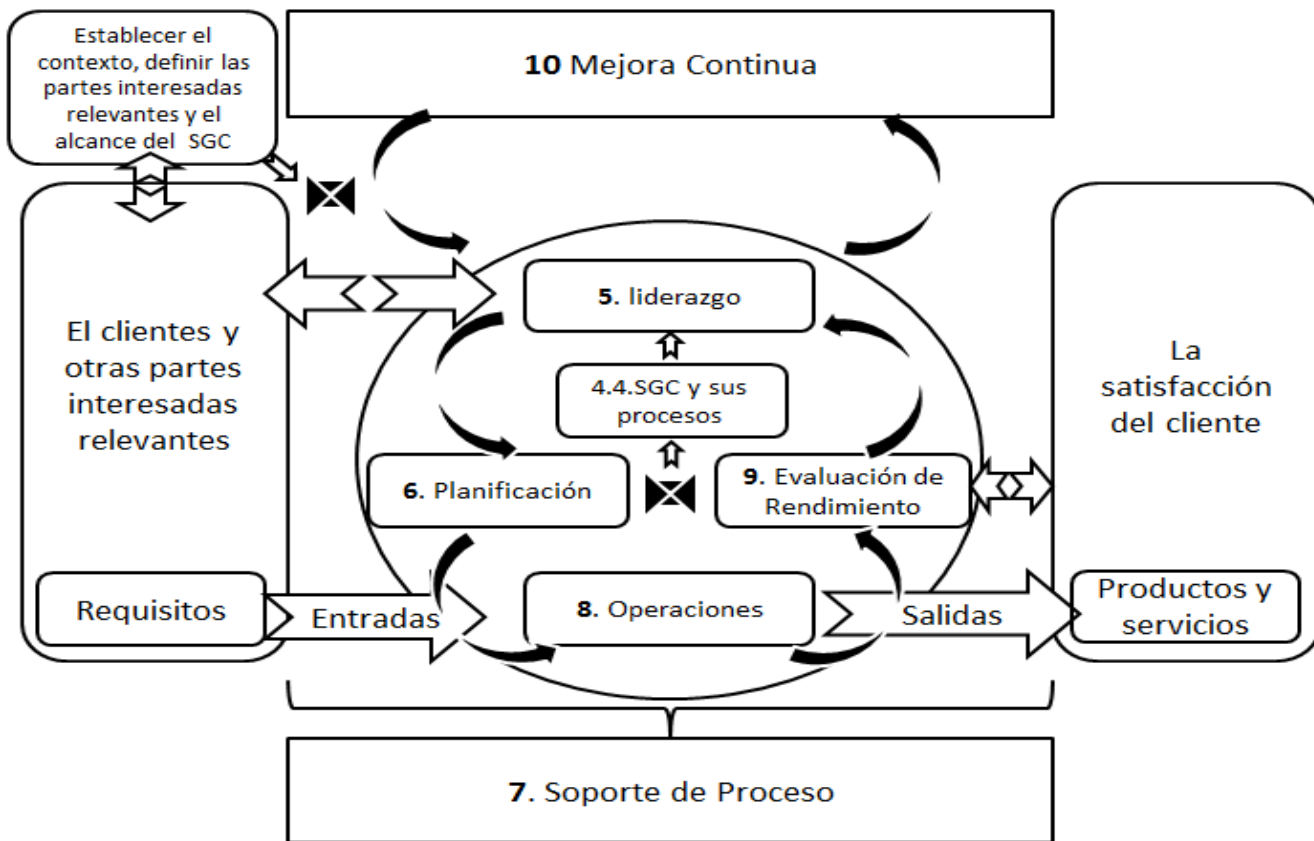 Establecer el
contexto, definir las
partes interesadas
relevantes y el
alcance del SGC
10 Mejora Continua
El clientes y
otras partes
interesadas
relevantes
5. liderazgo
4.4.SGC y sus
procesos
6. Planificación
9. Evaluación de
Rendimiento
La
satisfacción
del cliente
Requisitos
Entradas
8. Operaciones
Salidas
Productos y
servicios
7. Soporte de Proceso